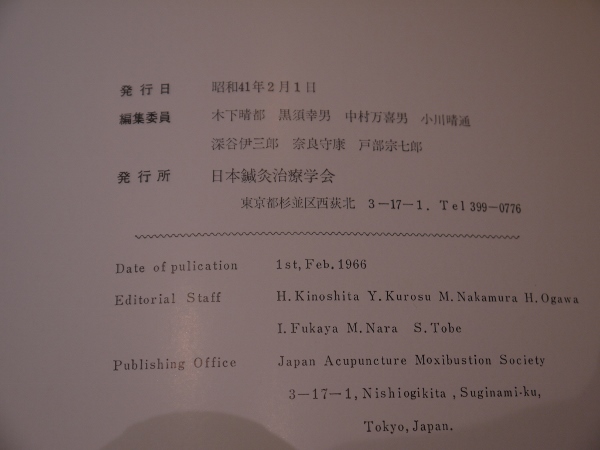 発行日 昭和41年2月1日
編集委員 木下晴都 黒須幸男 中村万喜男 小川晴通
深谷伊三郎 奈良守康 戸部宗七郎
発行所 日本鍼灸治療学会
東京都杉並区西荻北 3-17-1. Tel 399-0776
Date of pulication 1st, Feb. 1966
Editorial Staff H. Kinoshita Y. Kurosu M. Nakamura H. Ogawa
I. Fukaya M. Nara S. Tobe
Publishing Office Japan Acupuncture Moxibustion Society
3-17-1, Nishiogikita, Suginami-ku,
Tokyo, Japan.